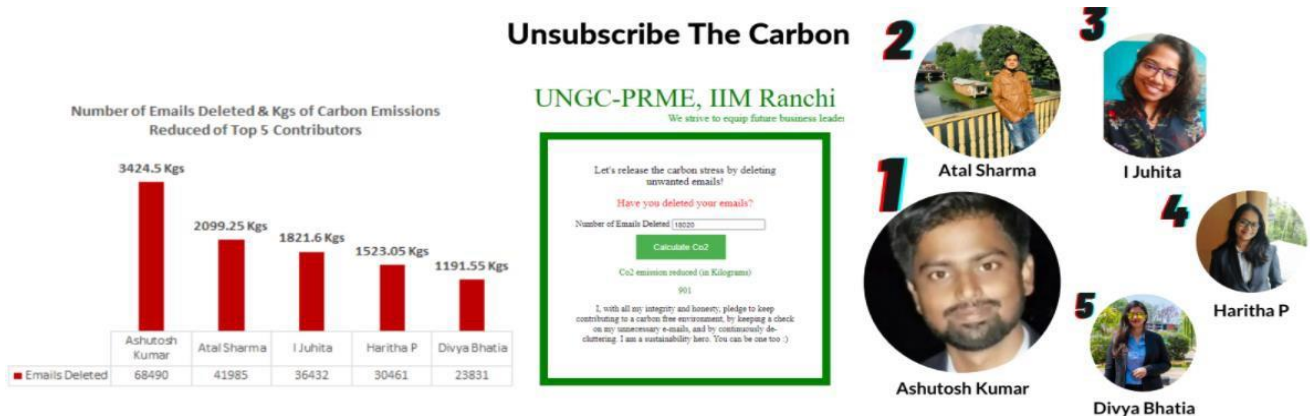 Unsubscribe The Carbon
Number of Emails Deleted & Kgs of Carbon Emissions
Reduced of Top 5 Contributors
3424.5 Kgs
2099.25 Kgs
1821.6 Kgs
1523.05 Kgs
1191.55 Kgs
Ashutosh
Kumar
Atal Sharma
I Juhita
Haritha P
Divya Bhatia
Emails Deleted
68490
41985
36432
30461
23831
UNGC-PRME, IIM Ranchi
We strive to equip future business leade
Let's release the carbon stress by deleting
unwanted emails!
Have you deleted your emails?
Number of Emails Deleted 18020
Calculate Co2
Co2 emission reduced (in Kilograms)
901
I, with all my integrity and honesty, pledge to keep
contributing to a carbon free environment, by keeping a check
on my unnecessary e-mails, and by continuously de-
cluttering. I am a sustainability hero. You can be one too :)
2
Atal Sharma
3
I Juhita
1
Ashutosh Kumar
4
Haritha P
5
Divya Bhatia